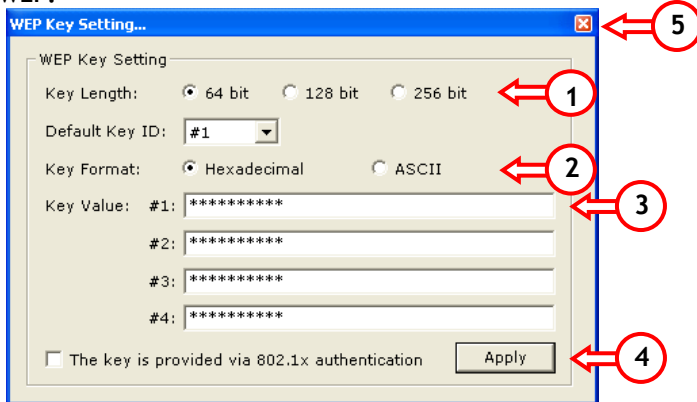 WEP:
WEP Key Setting... 5
WEP Key Setting
Key Length: 64 bit 128 bit 256 bit 1
Default Key ID: #1
Key Format: Hexadecimal ASCII 2
Key Value: #1: ********** 3
#2: **********
#3: **********
#4: **********
The key is provided via 802.1x authentication Apply 4